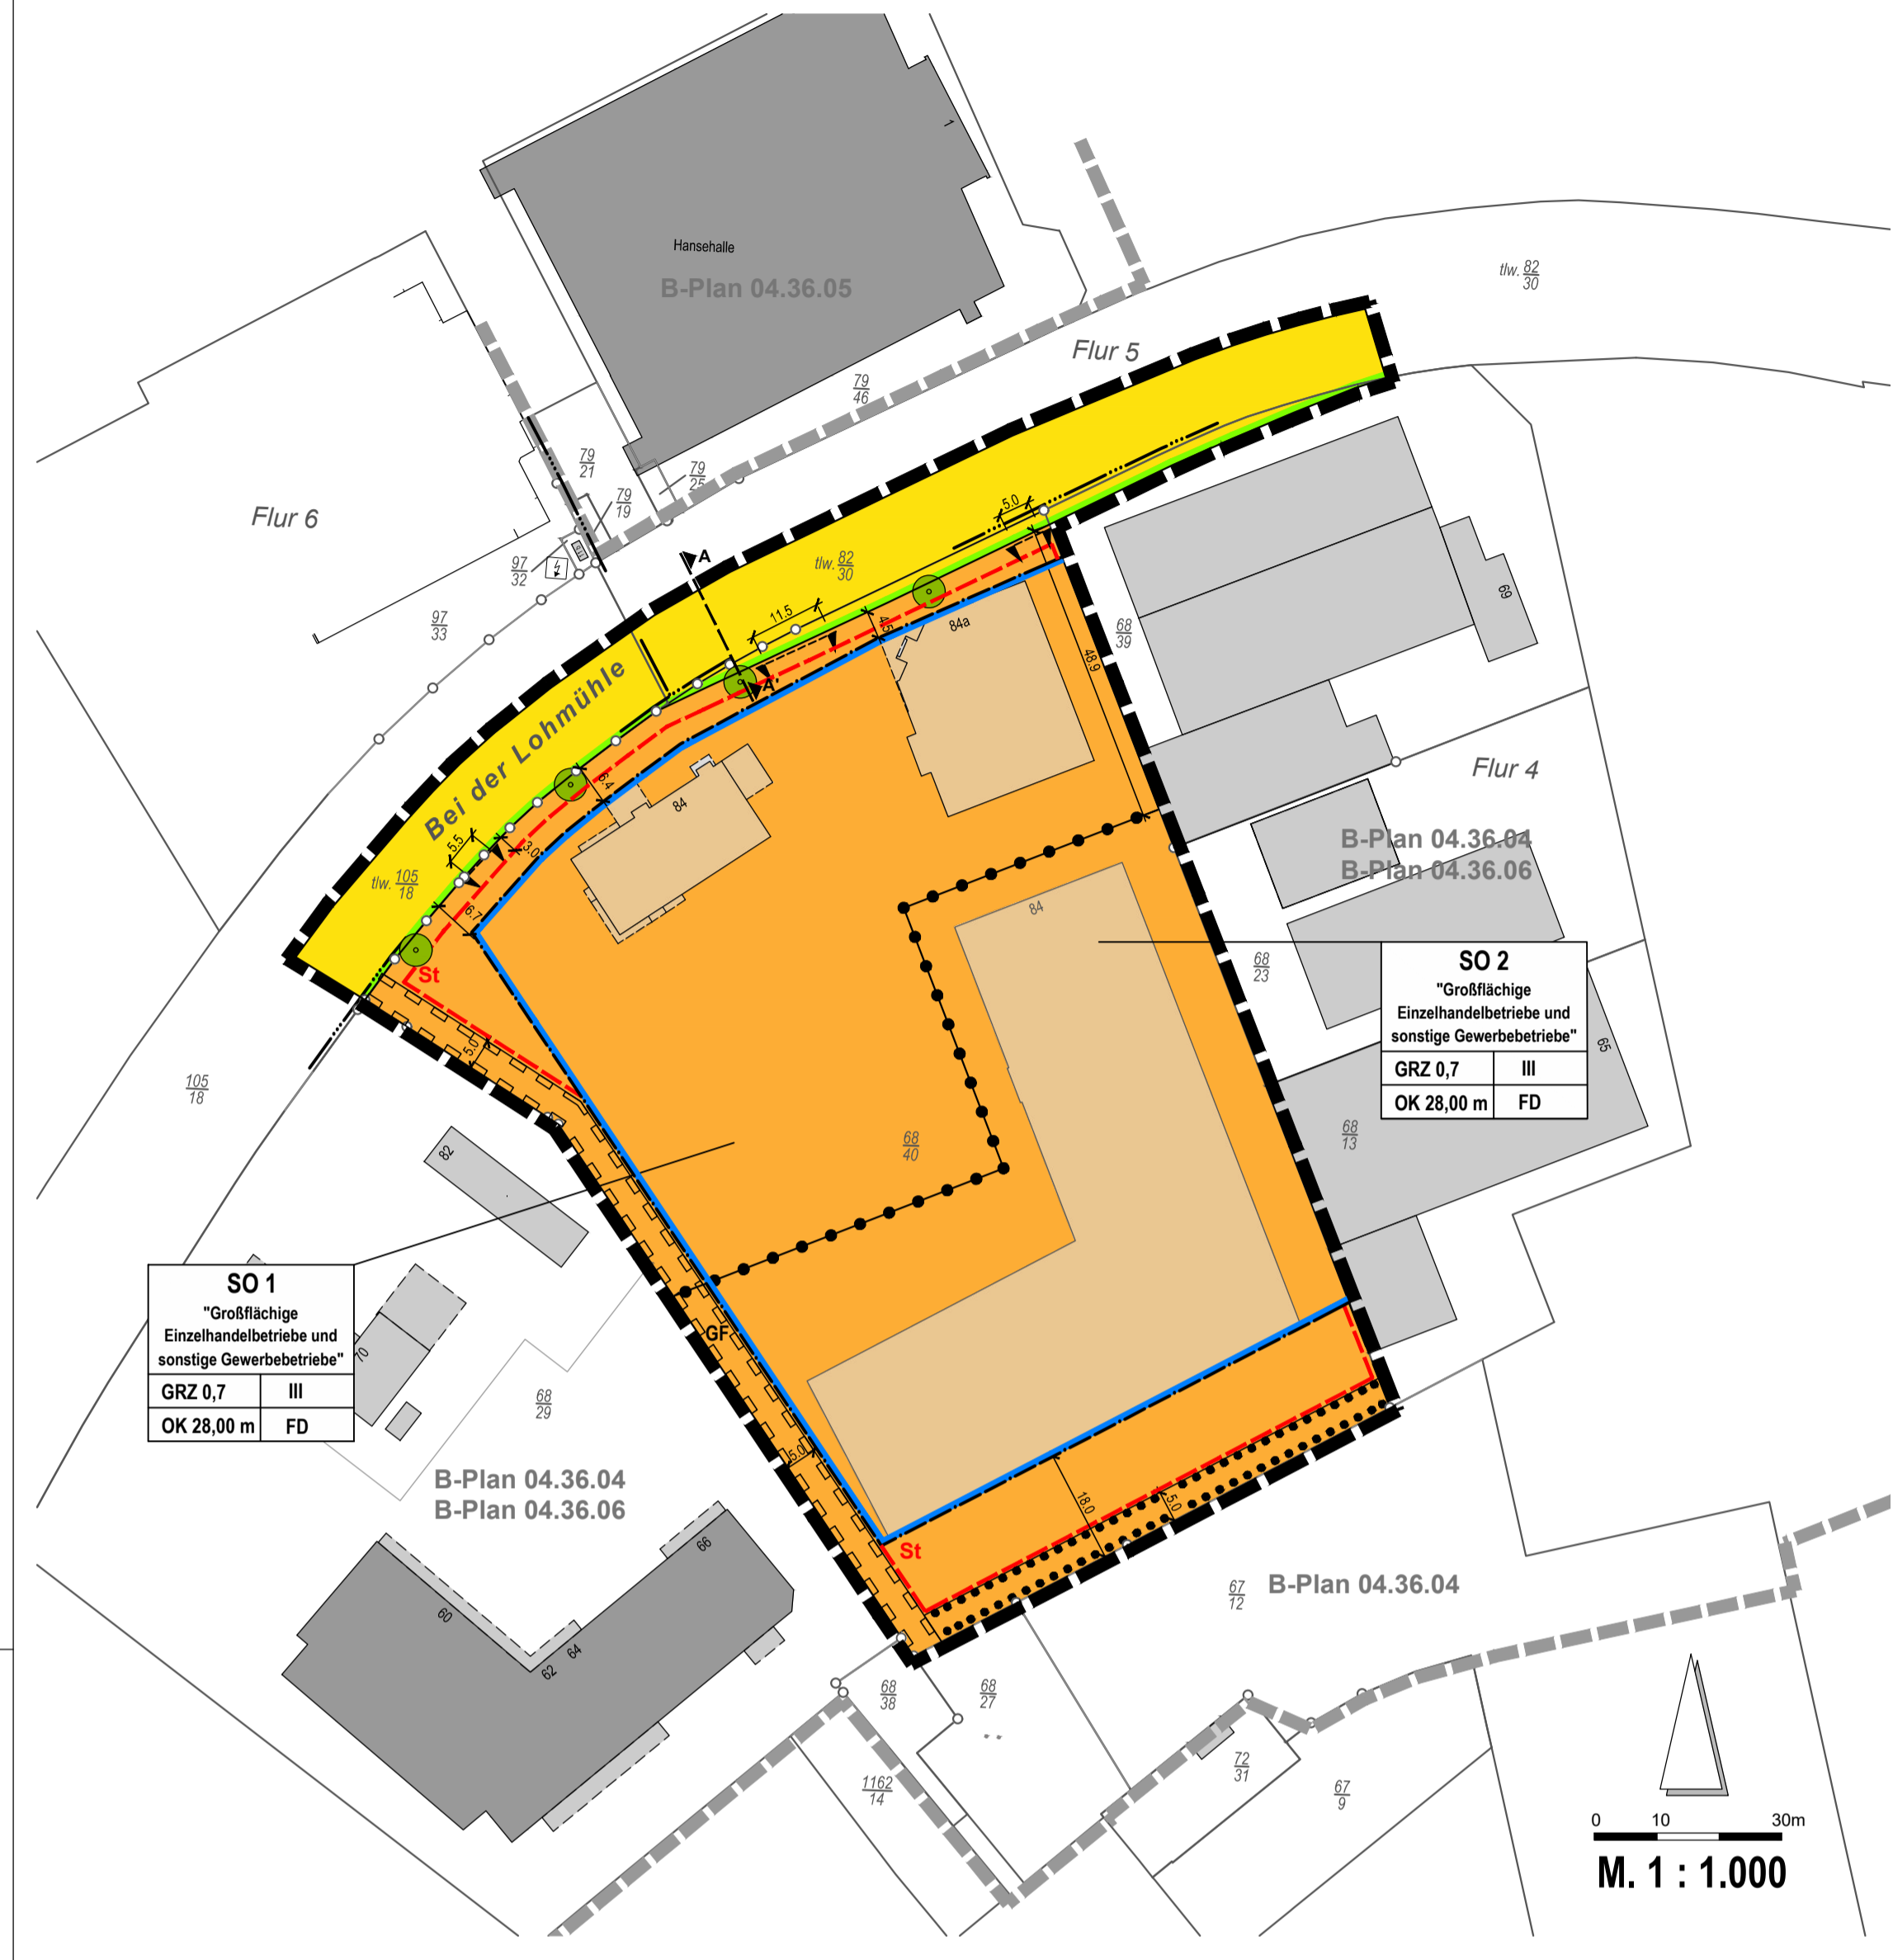 1
Hansehalle
B-Plan 04.36.05
tlw. 82
30
Flur 5
79
46
79
21
79
25
79
19
Flur 6
97
32
97
33
A
tlw. 82
30
5.0
11.5
4.5
84a
A'
48.9
68
39
69
Bei der Lohmühle
6.4
84
5.5
3.0
tlw. 105
18
6.7
St
5.0
Flur 4
B-Plan 04.36.04
B-Plan 04.36.06
84
68
23
SO 2
"Großflächige
Einzelhandelbetriebe und
sonstige Gewerbebetriebe"
GRZ 0,7 III
OK 28,00 m FD
65
68
13
105
18
82
68
40
SO 1
"Großflächige
Einzelhandelbetriebe und
sonstige Gewerbebetriebe"
GRZ 0,7 III
OK 28,00 m FD
70
GF
68
29
5.0
B-Plan 04.36.04
B-Plan 04.36.06
18.0
5.0
St
66
60
62
64
67
12
B-Plan 04.36.04
68
38
68
27
1162
14
72
31
67
9
0 10 30m
M. 1 : 1.000